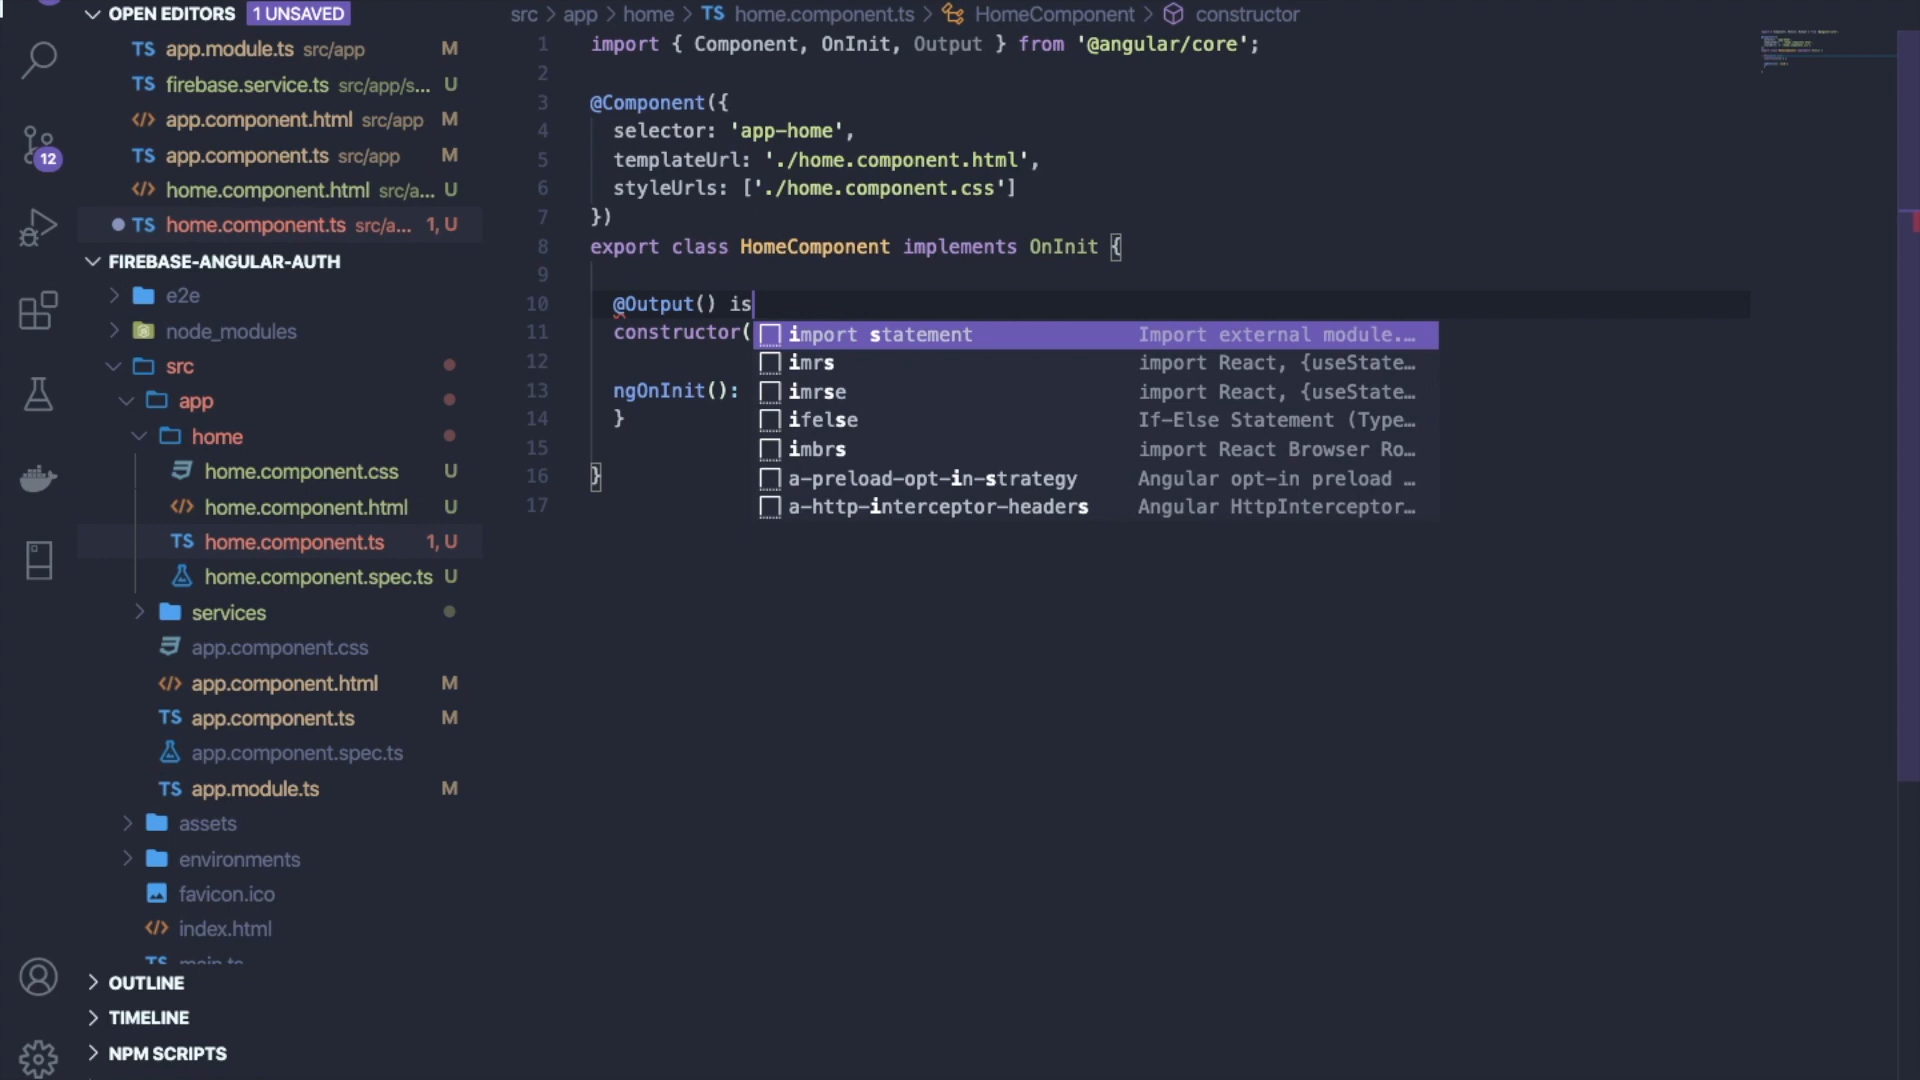 OPEN EDITORS 1 UNSAVED
TS app.module.ts src/app M
TS firebase.service.ts src/app/s... U
</> app.component.html src/app M
TS app.component.ts src/app M
</> home.component.html src/a... U
TS home.component.ts src/a... 1, U
FIREBASE-ANGULAR-AUTH
e2e
node_modules
src
app
home
home.component.css U
</> home.component.html U
TS home.component.ts 1, U
home.component.spec.ts U
services
app.component.css
</> app.component.html M
TS app.component.ts M
app.component.spec.ts
TS app.module.ts M
assets
environments
favicon.ico
</> index.html
TS main.ts
OUTLINE
TIMELINE
NPM SCRIPTS
12
src > app > home > TS home.component.ts > HomeComponent > constructor
1 import { Component, OnInit, Output } from '@angular/core';
2
3 @Component({
4 selector: 'app-home',
5 templateUrl: './home.component.html',
6 styleUrls: ['./home.component.css']
7 })
8 export class HomeComponent implements OnInit {
9
10 @Output() is
11 constructor(
12
13 ngOnInit():
14 }
15
16 }
17
import statement Import external module.…
imrs import React, {useState…
imrse import React, {useState…
ifelse If-Else Statement (Type…
imbrs import React Browser Ro…
a-preload-opt-in-strategy Angular opt-in preload …
a-http-interceptor-headers Angular HttpInterceptor…